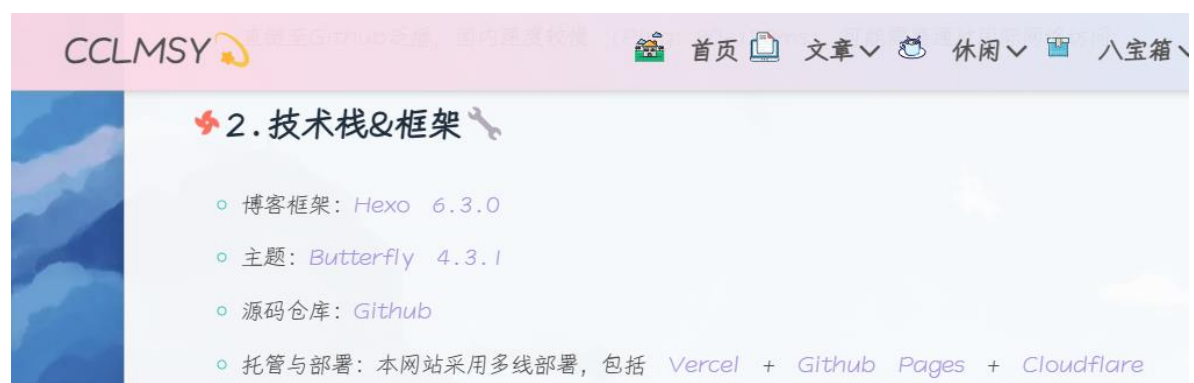 CCLMSY 首页 文章 休闲 八宝箱
2.技术栈&框架
博客框架：Hexo 6.3.0
主题：Butterfly 4.3.1
源码仓库：Github
托管与部署：本网站采用多线部署，包括 Vercel + Github Pages + Cloudflare